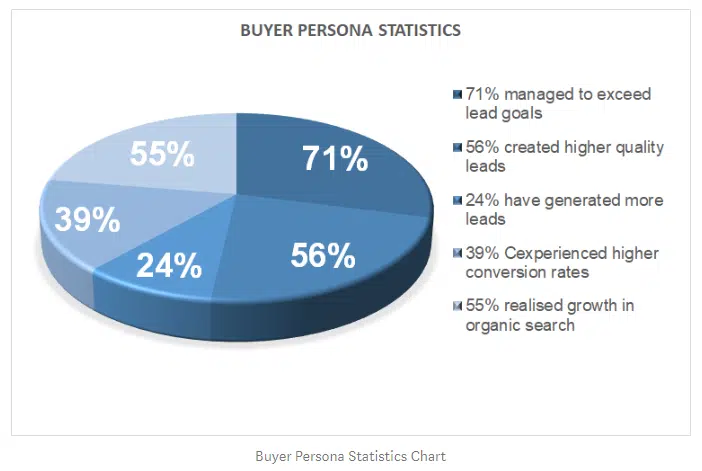 BUYER PERSONA STATISTICS
55%
71%
39%
24%
56%
71% managed to exceed
lead goals
56% created higher quality
leads
24% have generated more
leads
39% Cexperienced higher
conversion rates
55% realised growth in
organic search
Buyer Persona Statistics Chart